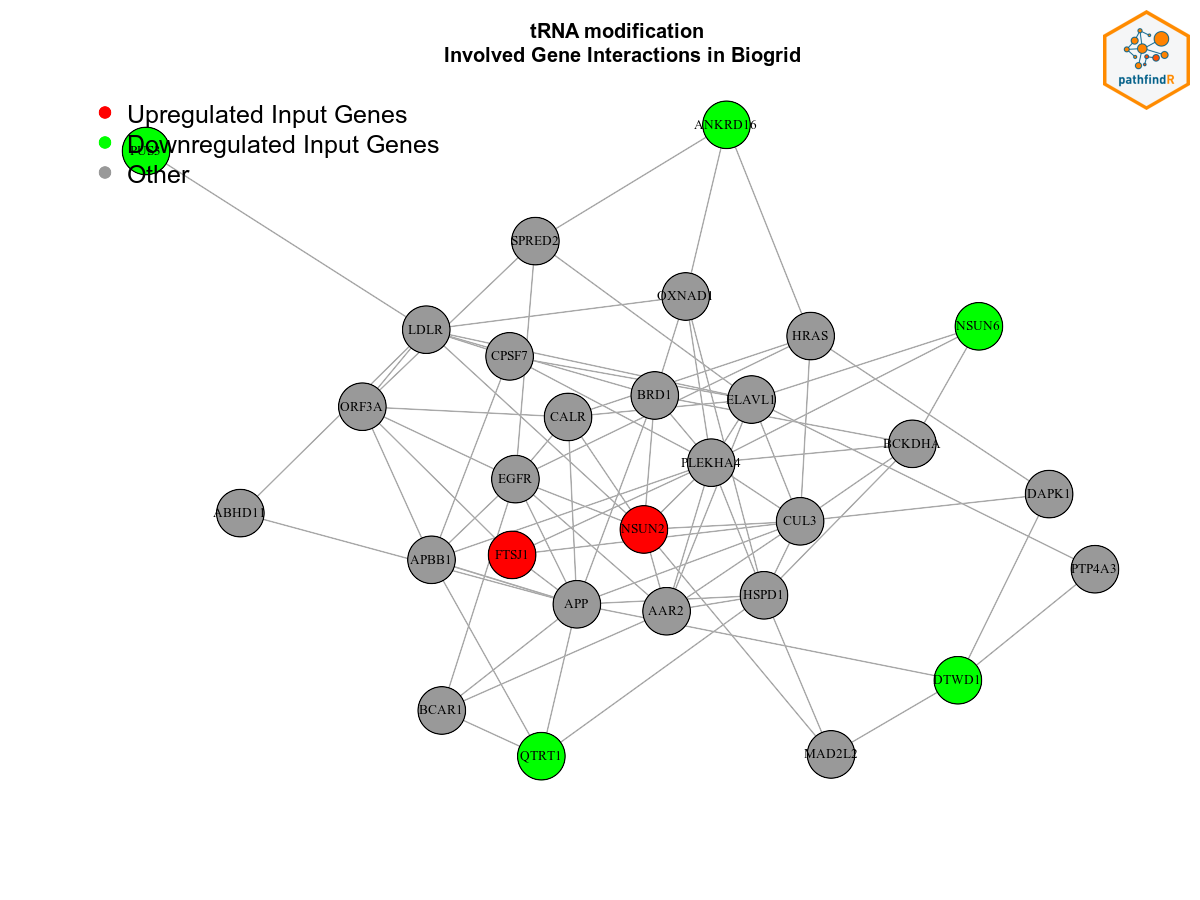 tRNA modification
Involved Gene Interactions in Biogrid
pathfindR
Upregulated Input Genes
Downregulated Input Genes
Other
ANKRD16
SPRED2
OXNAD1
LDLR
CPSF7
HRAS
NSUN6
ORF3A
CALR
BRD1
ELAVL1
BCKDHA
EGFR
PLEKHA4
DAPK1
ABHD11
NSUN2
CUL3
APBB1
FTSJ1
PTP4A3
APP
AAR2
HSPD1
DTWD1
BCAR1
QTRT1
MAD2L2